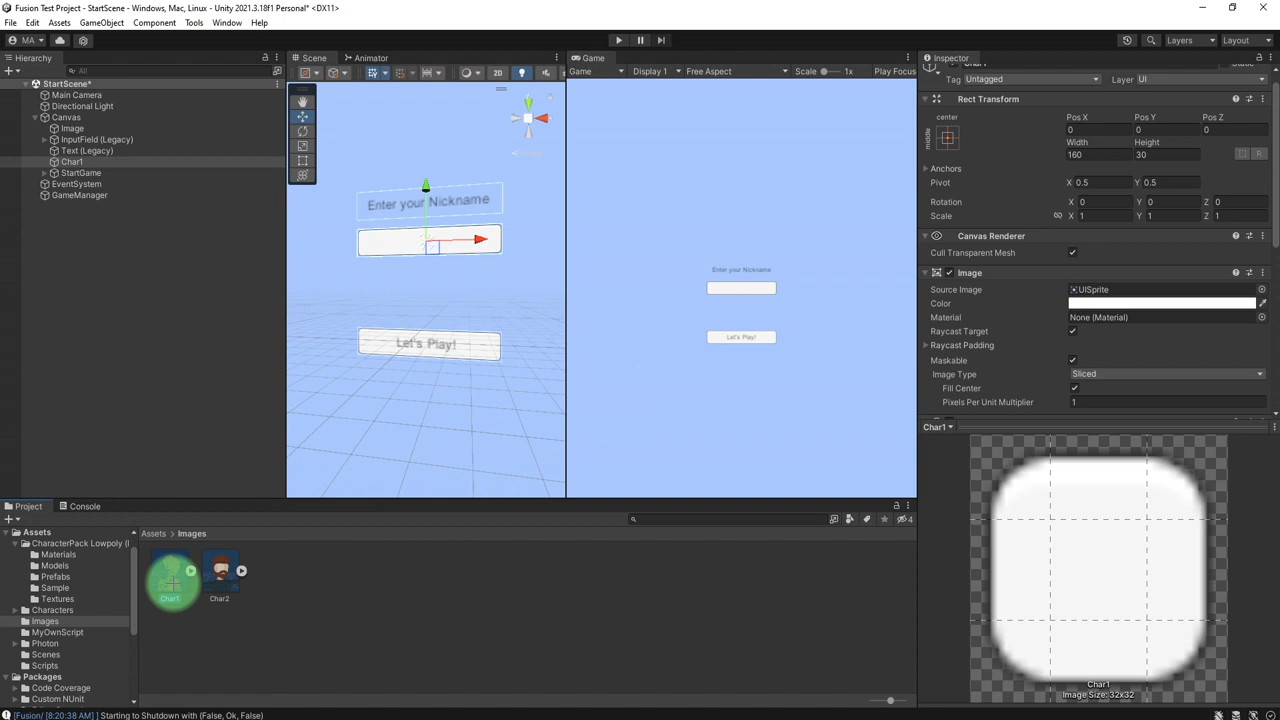 Fusion Test Project - StartScene - Windows, Mac, Linux - Unity 2021.3.18f1 Personal* <DX11>
File Edit Assets GameObject Component Tools Window Help
MA Layers Layout
Hierarchy
All
StartScene*
Main Camera
Directional Light
Canvas
Image
InputField (Legacy)
Text (Legacy)
Char1
StartGame
EventSystem
GameManager
Scene Animator
2D
Enter your Nickname
Let's Play!
Game
Game Display 1 Free Aspect Scale 1x Play Focus
Enter your Nickname
Let's Play!
Inspector
Tag Untagged Layer UI
Rect Transform
center
middle
Pos X Pos Y Pos Z
0 0 0
Width Height
160 30
R
Anchors
Pivot X 0.5 Y 0.5
Rotation X 0 Y 0 Z 0
Scale X 1 Y 1 Z 1
Canvas Renderer
Cull Transparent Mesh
Image
Source Image UISprite
Color
Material None (Material)
Raycast Target
Raycast Padding
Maskable
Image Type Sliced
Fill Center
Pixels Per Unit Multiplier 1
Char1
Char1
Image Size: 32x32
Project Console
4
Assets
CharacterPack Lowpoly (
Materials
Models
Prefabs
Sample
Textures
Characters
Images
MyOwnScript
Photon
Scenes
Scripts
Packages
Code Coverage
Custom NUnit
Assets Images
Char1 Char2
[Fusion/ [8:20:38 AM] ] Starting to Shutdown with (False, Ok, False)